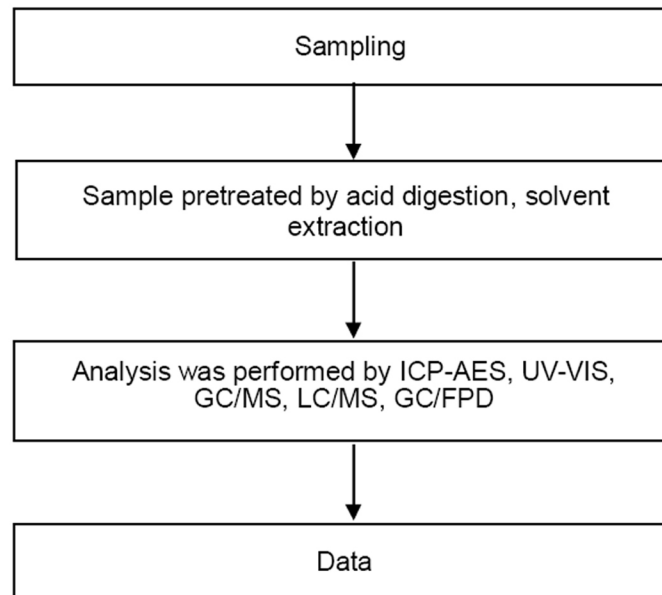 Sampling
Sample pretreated by acid digestion, solvent
extraction
Analysis was performed by ICP-AES, UV-VIS,
GC/MS, LC/MS, GC/FPD
Data